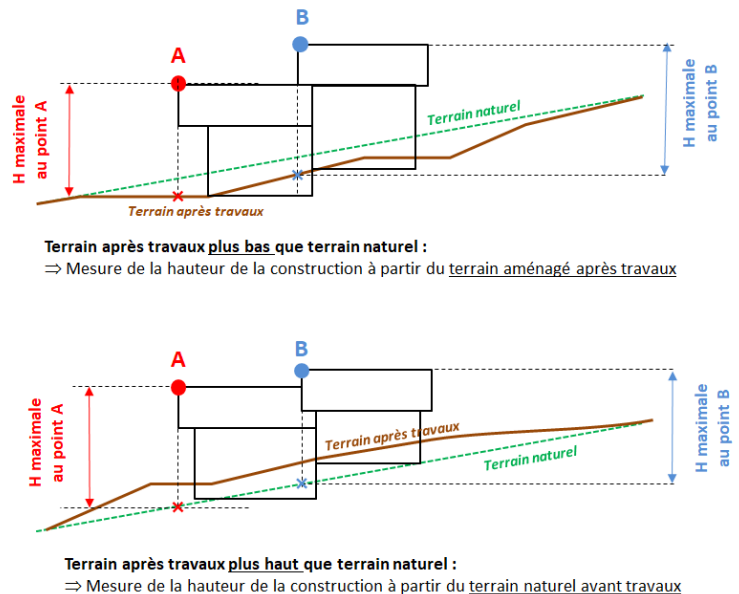 B
A
H maximale
au point A
Terrain naturel
H maximale
au point B
Terrain après travaux
Terrain après travaux plus bas que terrain naturel :
⇒ Mesure de la hauteur de la construction à partir du terrain aménagé après travaux
B
A
H maximale
au point A
Terrain après travaux
Terrain naturel
H maximale
au point B
Terrain après travaux plus haut que terrain naturel :
⇒ Mesure de la hauteur de la construction à partir du terrain naturel avant travaux